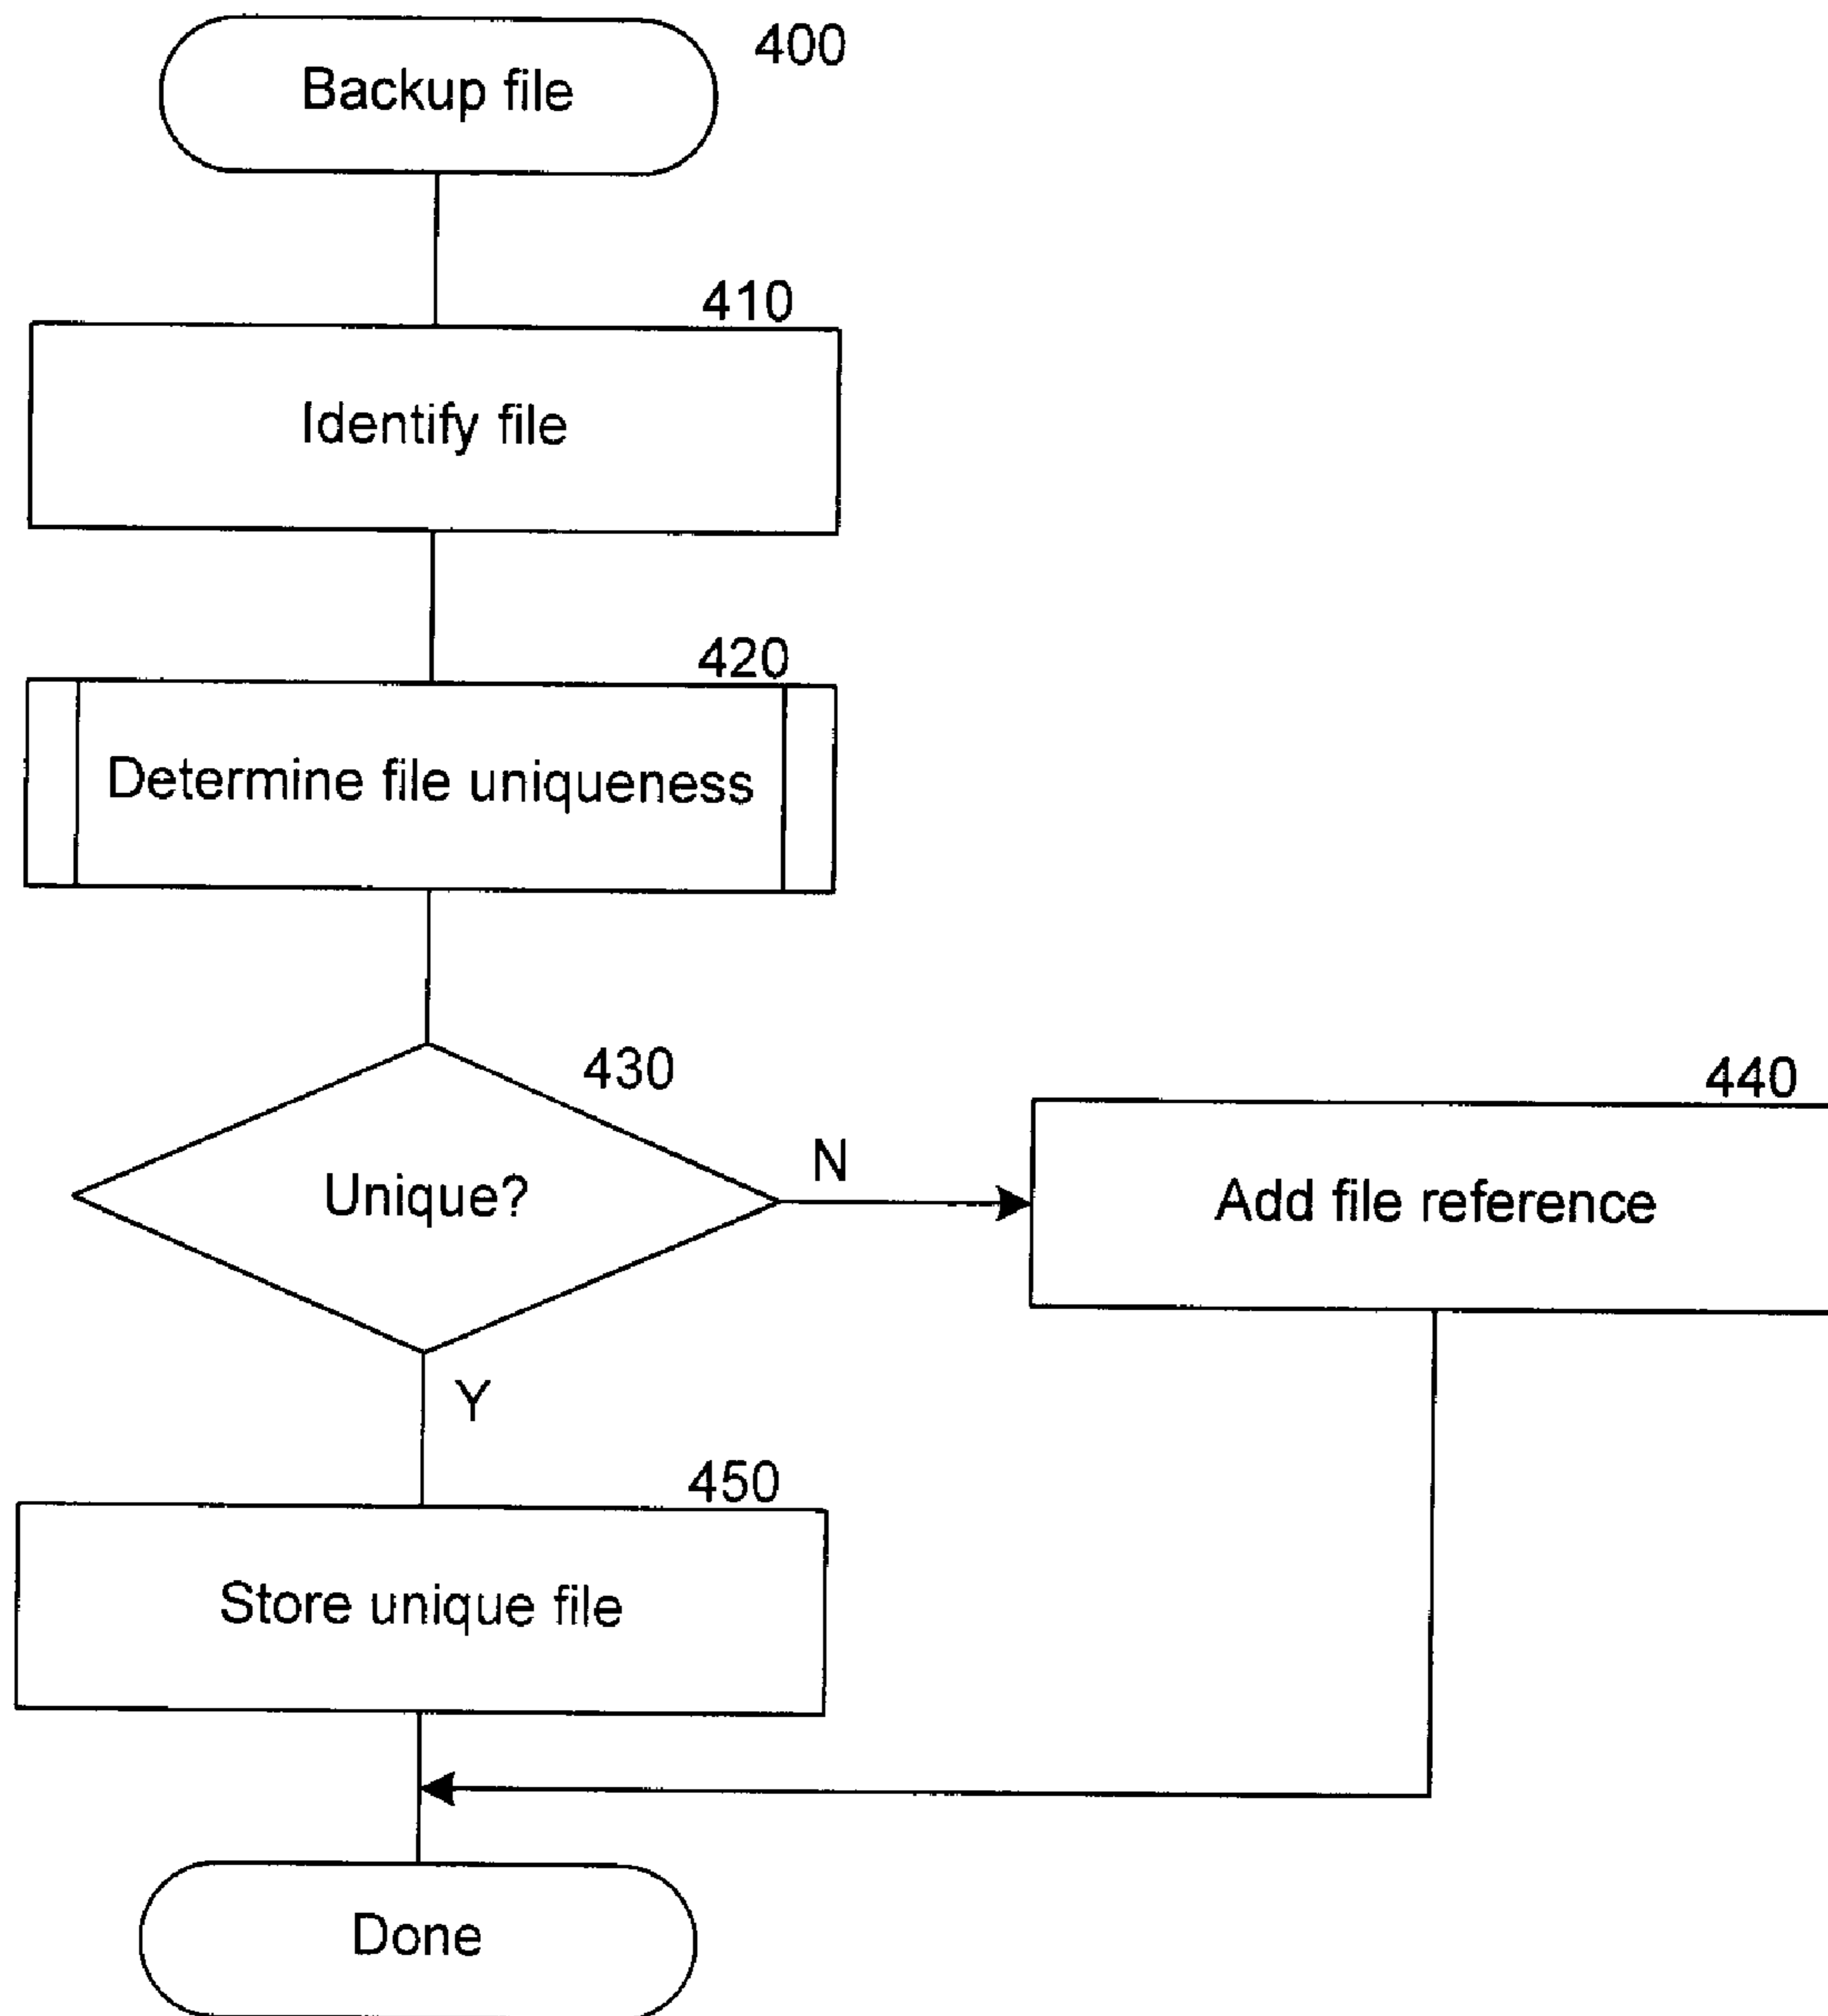 Backup file
400
410
Identify file
420
Determine file uniqueness
430
Unique?
N
440
Add file reference
Y
450
Store unique file
Done